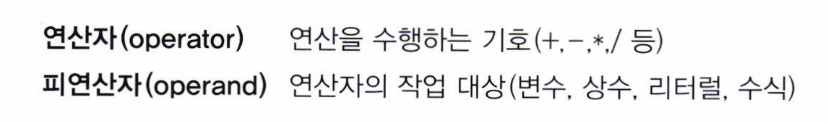 연산자(operator) 연산을 수행하는 기호(+,-,*,/ 등)
피연산자(operand) 연산자의 작업 대상(변수, 상수, 리터럴, 수식)